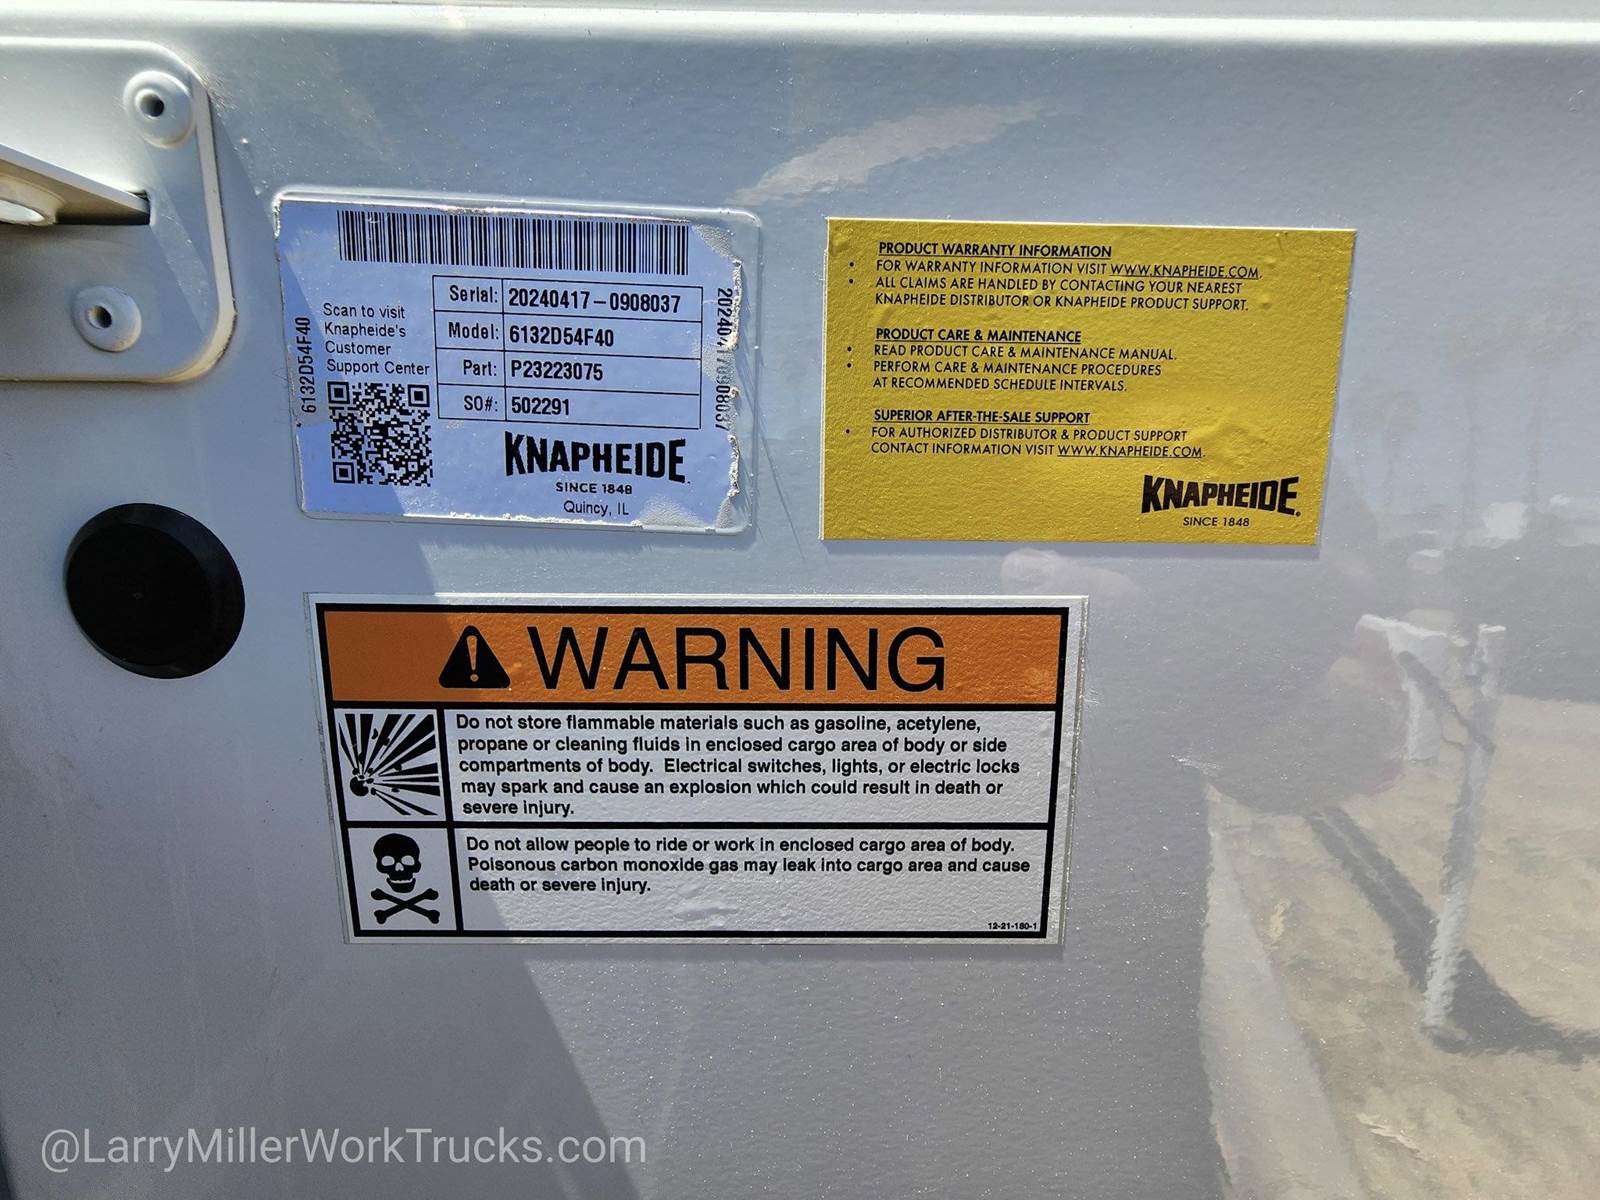 Serial: 20240417-0908037
Model: 6132D54F40
Part: P23223075
SO#: 502291
Scan to visit
Knapheide's
Customer
Support Center
6132D54F40
20240417-0908037
KNAPHEIDE
SINCE 1848
Quincy, IL
PRODUCT WARRANTY INFORMATION
• FOR WARRANTY INFORMATION VISIT WWW.KNAPHEIDE.COM.
• ALL CLAIMS ARE HANDLED BY CONTACTING YOUR NEAREST
KNAPHEIDE DISTRIBUTOR OR KNAPHEIDE PRODUCT SUPPORT.
PRODUCT CARE & MAINTENANCE
• READ PRODUCT CARE & MAINTENANCE MANUAL.
• PERFORM CARE & MAINTENANCE PROCEDURES
AT RECOMMENDED SCHEDULE INTERVALS.
SUPERIOR AFTER-THE-SALE SUPPORT
• FOR AUTHORIZED DISTRIBUTOR & PRODUCT SUPPORT
CONTACT INFORMATION VISIT WWW.KNAPHEIDE.COM.
KNAPHEIDE.
SINCE 1848
WARNING
Do not store flammable materials such as gasoline, acetylene,
propane or cleaning fluids in enclosed cargo area of body or side
compartments of body. Electrical switches, lights, or electric locks
may spark and cause an explosion which could result in death or
severe injury.
Do not allow people to ride or work in enclosed cargo area of body.
Poisonous carbon monoxide gas may leak into cargo area and cause
death or severe injury.
12-21-180-1
@LarryMillerWorkTrucks.com